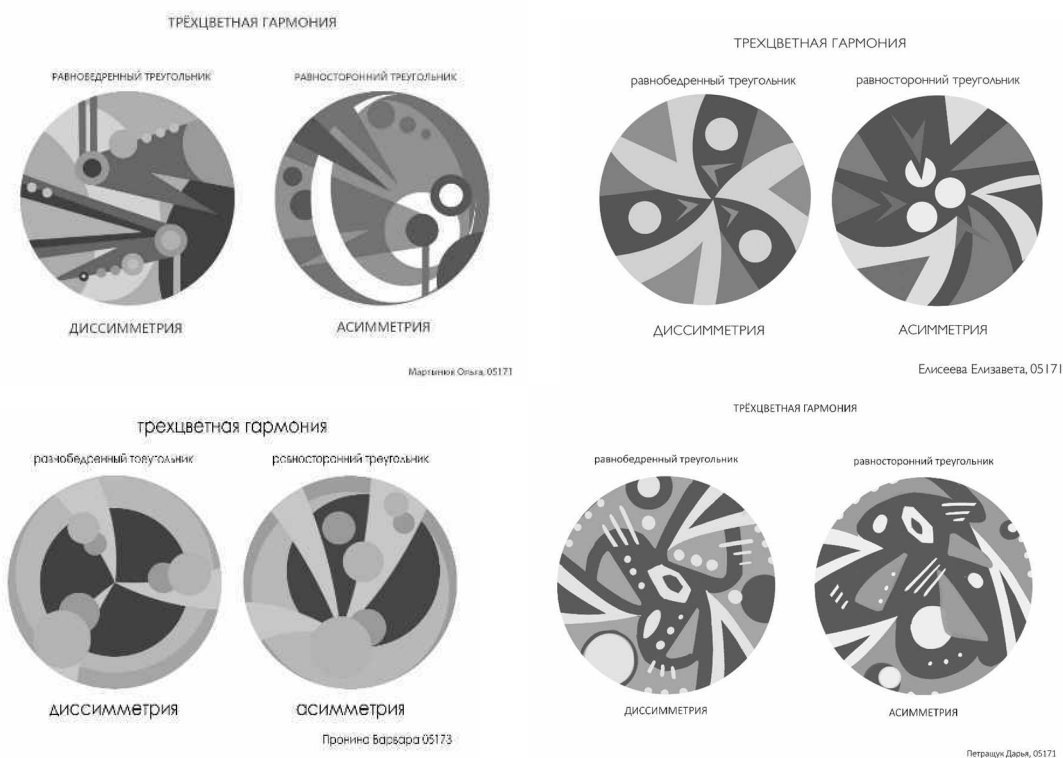 ТРЁХЦВЕТНАЯ ГАРМОНИЯ
РАВНОБЕДРЕННЫЙ ТРЕУГОЛЬНИК
РАВНОСТОРОННИЙ ТРЕУГОЛЬНИК
ДИССИММЕТРИЯ
АСИММЕТРИЯ
Мартынюк Ольга, 05171
ТРЕХЦВЕТНАЯ ГАРМОНИЯ
равнобедренный треугольник
равносторонний треугольник
ДИССИММЕТРИЯ
АСИММЕТРИЯ
Елисеева Елизавета, 05171
трехцветная гармония
равнобедренный треугольник
равносторонний треугольник
диссимметрия
асимметрия
Пронина Варвара 05173
ТРЁХЦВЕТНАЯ ГАРМОНИЯ
равнобедренный треугольник
равносторонний треугольник
ДИССИММЕТРИЯ
АСИММЕТРИЯ
Петращук Дарья, 05171